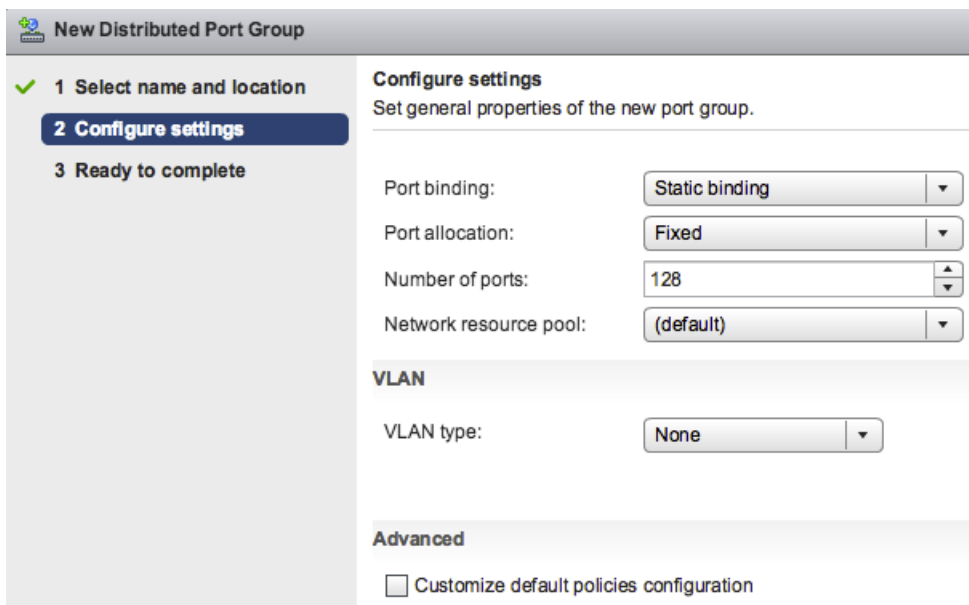 New Distributed Port Group
1 Select name and location
2 Configure settings
3 Ready to complete
Configure settings
Set general properties of the new port group.
Port binding: Static binding
Port allocation: Fixed
Number of ports: 128
Network resource pool: (default)
VLAN
VLAN type: None
Advanced
Customize default policies configuration